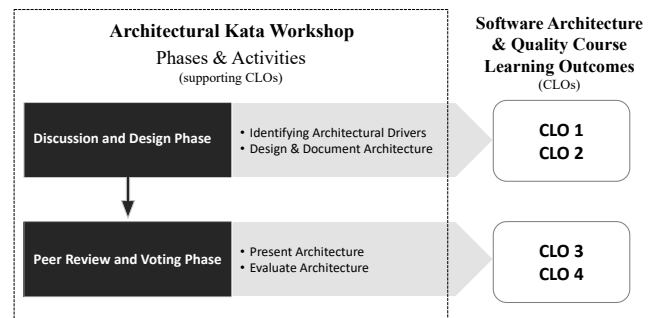 Architectural Kata Workshop
Phases & Activities
(supporting CLOs)
Software Architecture
& Quality Course
Learning Outcomes
(CLOs)
Discussion and Design Phase
• Identifying Architectural Drivers
• Design & Document Architecture
CLO 1
CLO 2
Peer Review and Voting Phase
• Present Architecture
• Evaluate Architecture
CLO 3
CLO 4